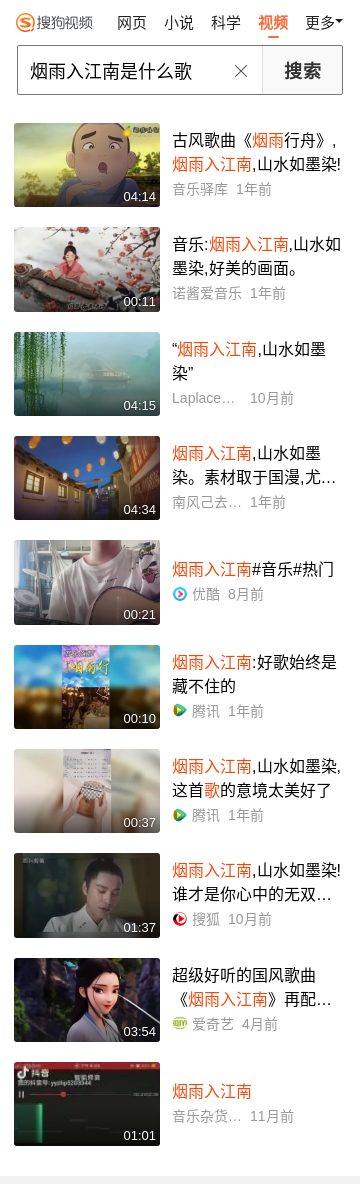 搜狗视频 网页 小说 科学 视频 更多
烟雨入江南是什么歌 搜索
古风歌曲《烟雨行舟》,
烟雨入江南,山水如墨染!
04:14
音乐驿库 1年前
音乐:烟雨入江南,山水如
墨染,好美的画面。
00:11
诺酱爱音乐 1年前
“烟雨入江南,山水如墨
染”
04:15
Laplace… 10月前
烟雨入江南,山水如墨
染。素材取于国漫,尤…
04:34
南风己去… 1年前
烟雨入江南#音乐#热门
00:21
优酷 8月前
烟雨入江南:好歌始终是
藏不住的
00:10
腾讯 1年前
烟雨入江南,山水如墨染,
这首歌的意境太美好了
00:37
腾讯 1年前
烟雨入江南,山水如墨染!
谁才是你心中的无双…
01:37
搜狐 10月前
超级好听的国风歌曲
《烟雨入江南》再配…
03:54
爱奇艺 4月前
抖音
烟雨入江南
01:01
音乐杂货… 11月前